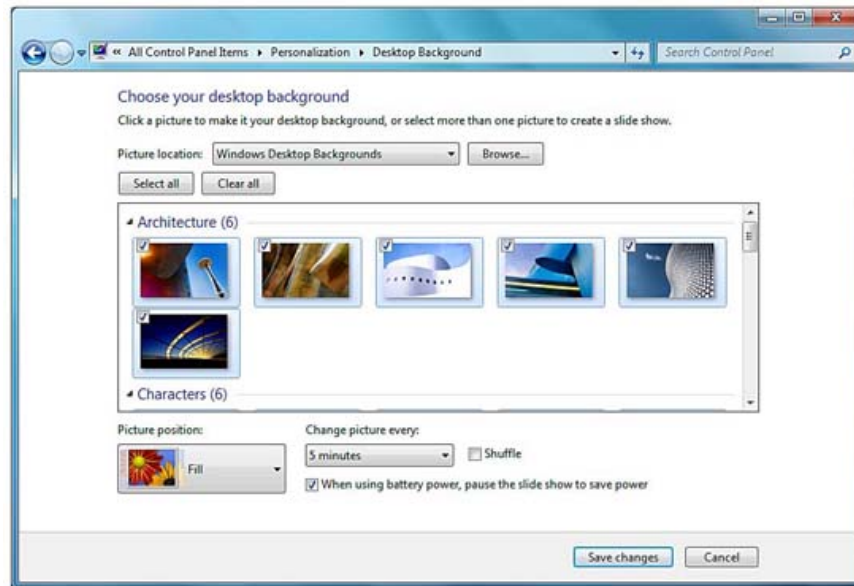 « All Control Panel Items ▸ Personalization ▸ Desktop Background
Search Control Panel
Choose your desktop background
Click a picture to make it your desktop background, or select more than one picture to create a slide show.
Picture location: Windows Desktop Backgrounds Browse...
Select all Clear all
Architecture (6)
Characters (6)
Picture position: Change picture every:
Fill 5 minutes Shuffle
When using battery power, pause the slide show to save power
Save changes Cancel